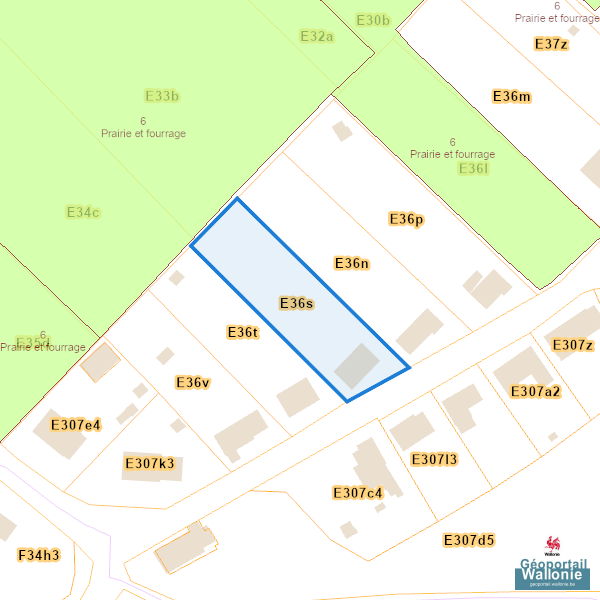 6
Prairie et fourrage
E30b
E32a
E37z
E33b
E36m
6
Prairie et fourrage
6
Prairie et fourrage
E36l
E34c
E36p
E36n
E36s
E36t
6
E35d
Prairie et fourrage
E307z
E36v
E307a2
E307e4
E307k3
E307l3
E307c4
E307d5
F34h3
Wallonie
Géoportail
Wallonie
geoportail.wallonie.be